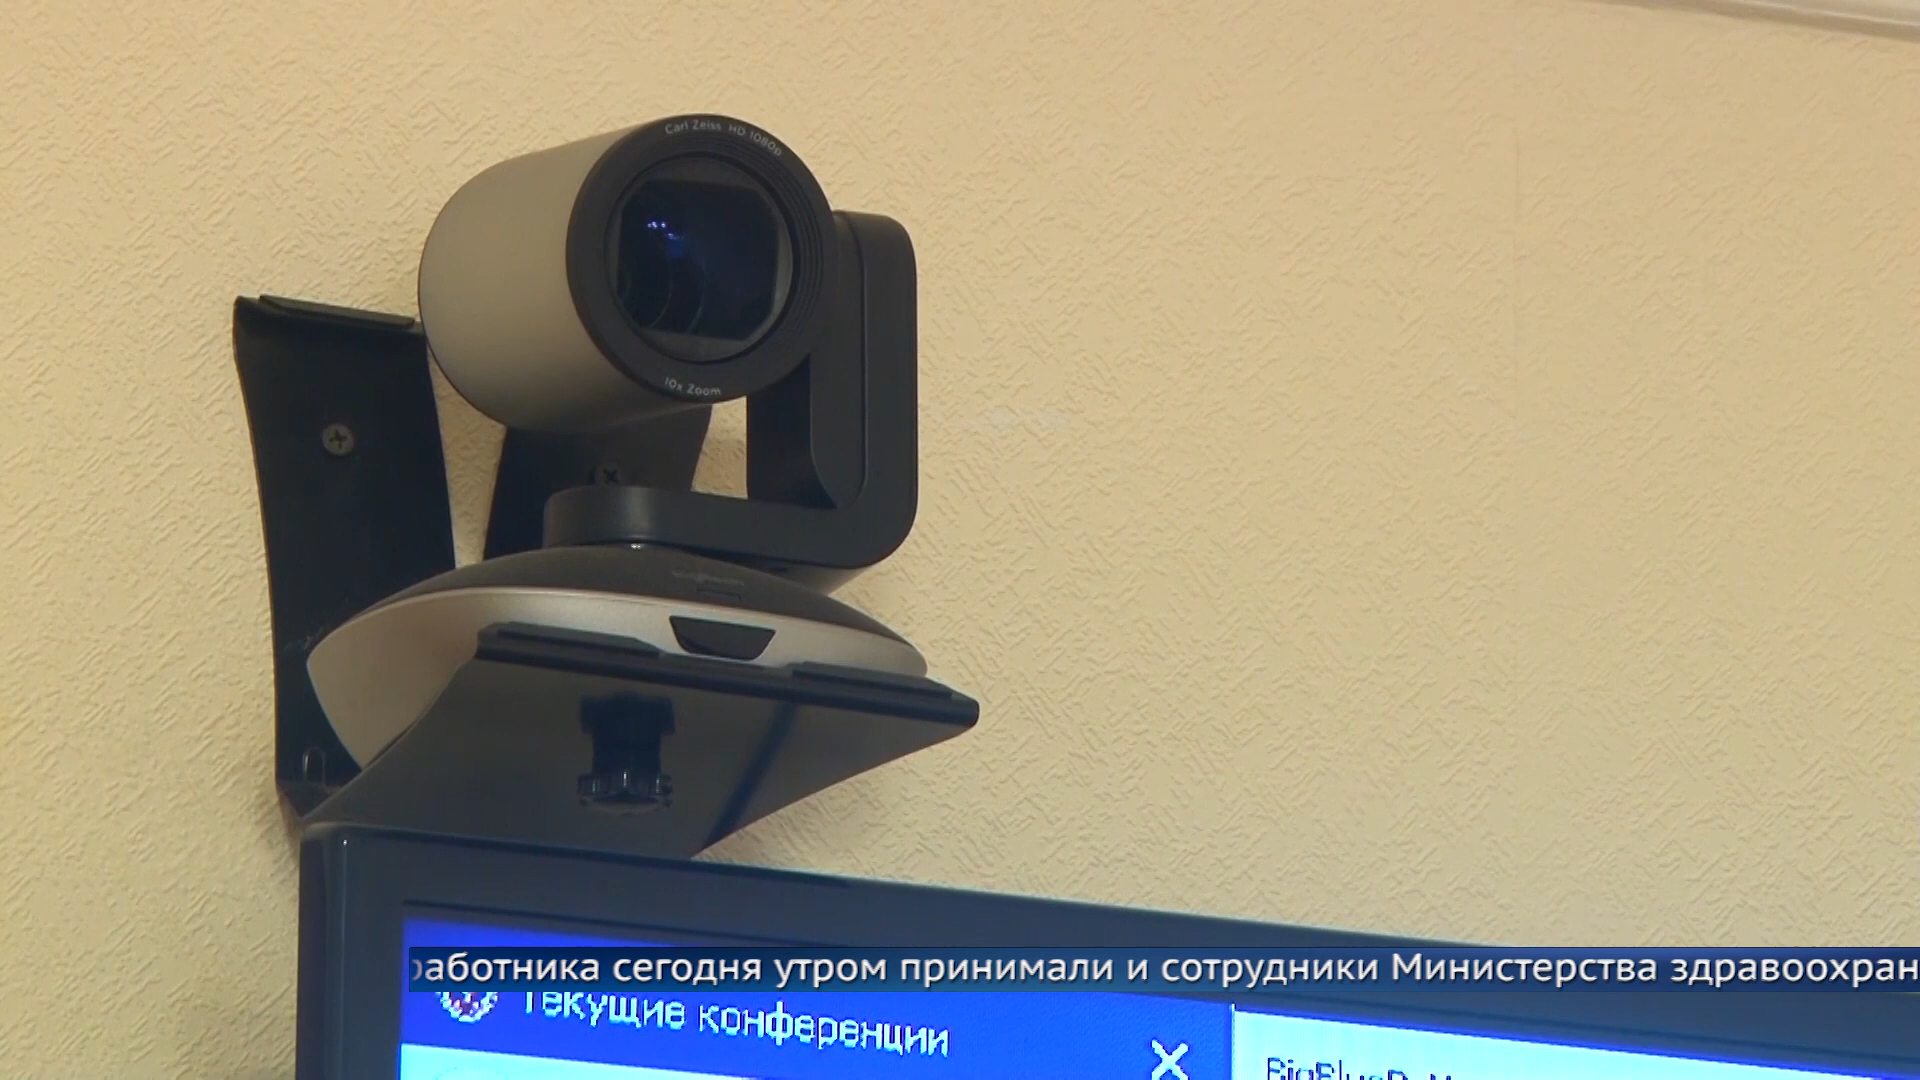 Carl Zeiss HD 1080p
10x Zoom
работника сегодня утром принимали и сотрудники Министерства здравоохран
Текущие конференции